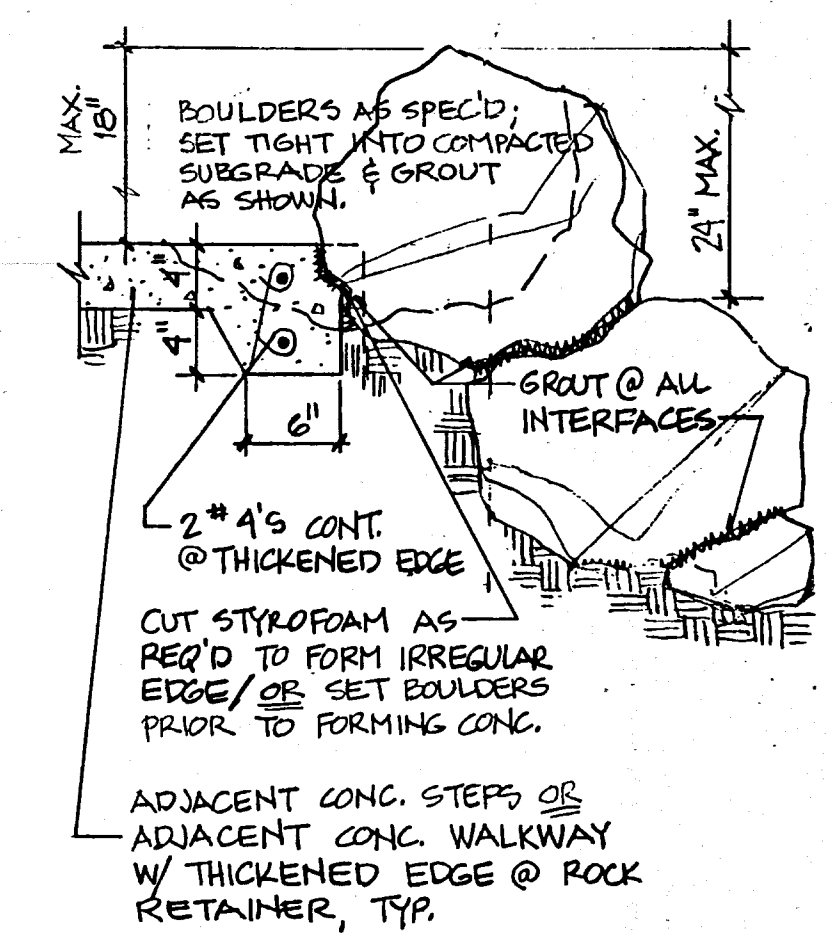 MAX.
18"
BOULDERS AS SPEC'D;
SET TIGHT INTO COMPACTED
SUBGRADE & GROUT
AS SHOWN.
24" MAX.
4"
4"
6"
GROUT @ ALL
INTERFACES
2 #4'S CONT.
@ THICKENED EDGE
CUT STYROFOAM AS
REQ'D TO FORM IRREGULAR
EDGE/OR SET BOULDERS
PRIOR TO FORMING CONC.
ADJACENT CONC. STEPS OR
ADJACENT CONC. WALKWAY
W/ THICKENED EDGE @ ROCK
RETAINER, TYP.